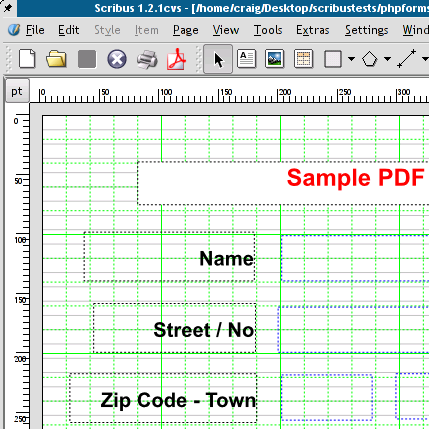 Scribus 1.2.1cvs - [/home/craig/Desktop/scribustests/phpforms
File Edit Style Item Page View Extras Settings Wind
pt 0 50 100 150 200 250 300
0
50
Sample PDF
100
Name
150
Street / No
200
Zip Code - Town
250